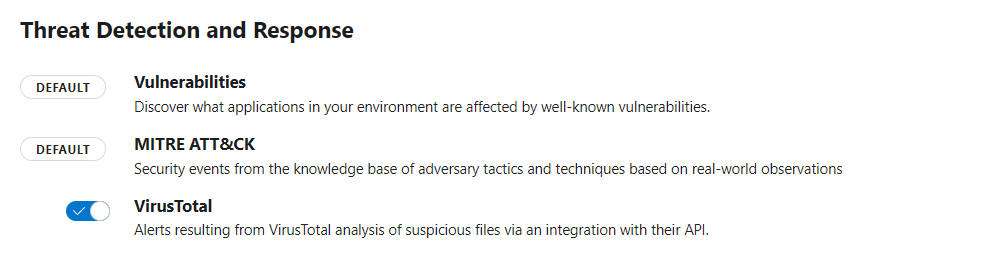 Threat Detection and Response
DEFAULT
Vulnerabilities
Discover what applications in your environment are affected by well-known vulnerabilities.
DEFAULT
MITRE ATT&CK
Security events from the knowledge base of adversary tactics and techniques based on real-world observations
VirusTotal
Alerts resulting from VirusTotal analysis of suspicious files via an integration with their API.